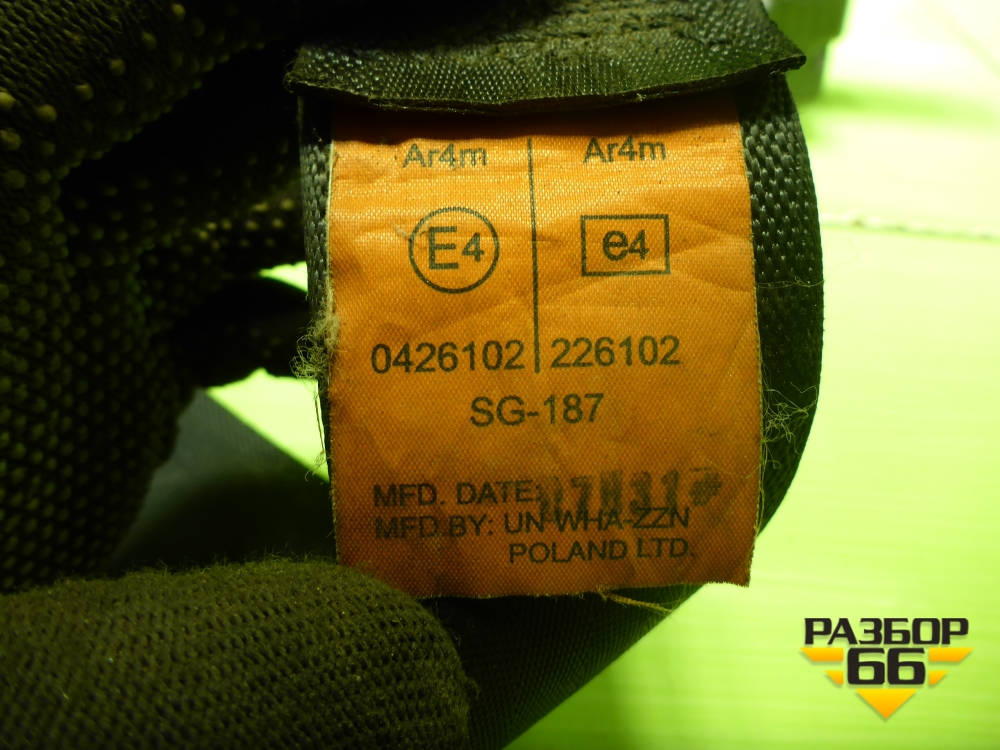 Ar4m Ar4m
E4 e4
0426102 226102
SG-187
MFD. DATE:
MFD.BY: UN-WHA-ZZN
POLAND LTD.
РАЗБОР
66